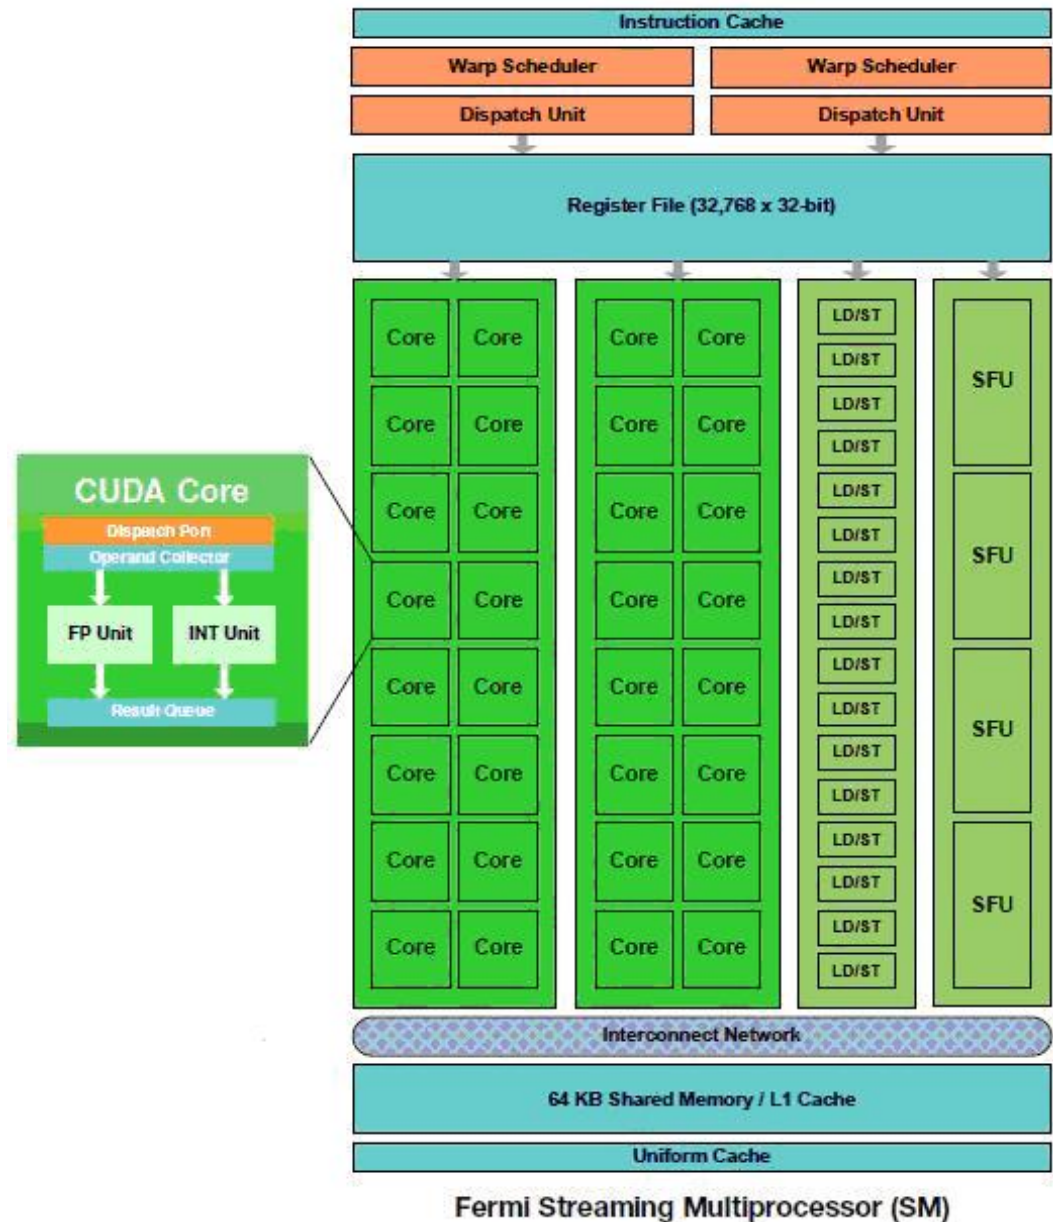 Instruction Cache
Warp Scheduler Warp Scheduler
Dispatch Unit Dispatch Unit
Register File (32,768 x 32-bit)
Core Core Core Core LD/ST SFU
LD/ST
Core Core Core Core LD/ST
LD/ST
Core Core Core Core LD/ST SFU
LD/ST
Core Core Core Core LD/ST
LD/ST
Core Core Core Core LD/ST SFU
LD/ST
Core Core Core Core LD/ST
LD/ST
Core Core Core Core LD/ST SFU
LD/ST
Core Core Core Core LD/ST
LD/ST
CUDA Core
Dispatch Port
Operand Collector
FP Unit INT Unit
Result Queue
Interconnect Network
64 KB Shared Memory / L1 Cache
Uniform Cache
Fermi Streaming Multiprocessor (SM)